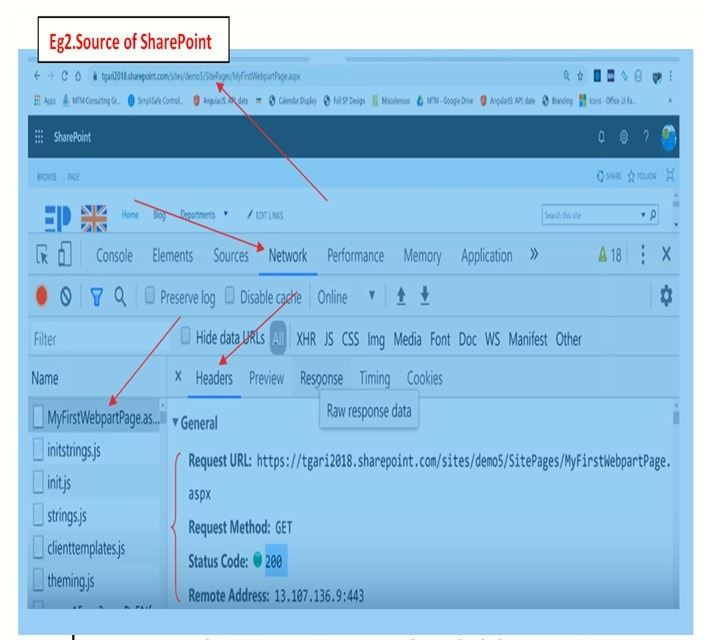 Eg2.Source of SharePoint
tgari2018.sharepoint.com/sites/demo5/SitePages/MyFirstWebpartPage.aspx
Apps MTM Consulting Gr... SimpliSafe Control... AngularJS API: date Calendar Display Full SP Design Miscelenous MTM - Google Drive AngularJS: API: date Branding Icons - Office UI Fa...
SharePoint
BROWSE PAGE SHARE FOLLOW
EP Home Blog Departments EDIT LINKS Search this site
Console Elements Sources Network Performance Memory Application » 18
Preserve log Disable cache Online
Filter Hide data URLs All XHR JS CSS Img Media Font Doc WS Manifest Other
Name X Headers Preview Response Timing Cookies
Raw response data
MyFirstWebpartPage.as...
initstrings.js
init.js
strings.js
clienttemplates.js
theming.js
General
Request URL: https://tgari2018.sharepoint.com/sites/demo5/SitePages/MyFirstWebpartPage.
aspx
Request Method: GET
Status Code: 200
Remote Address: 13.107.136.9:443